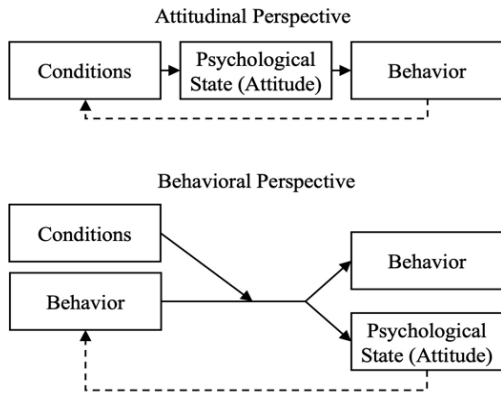 Attitudinal Perspective
Conditions
Psychological
State (Attitude)
Behavior
Behavioral Perspective
Conditions
Behavior
Behavior
Psychological
State (Attitude)